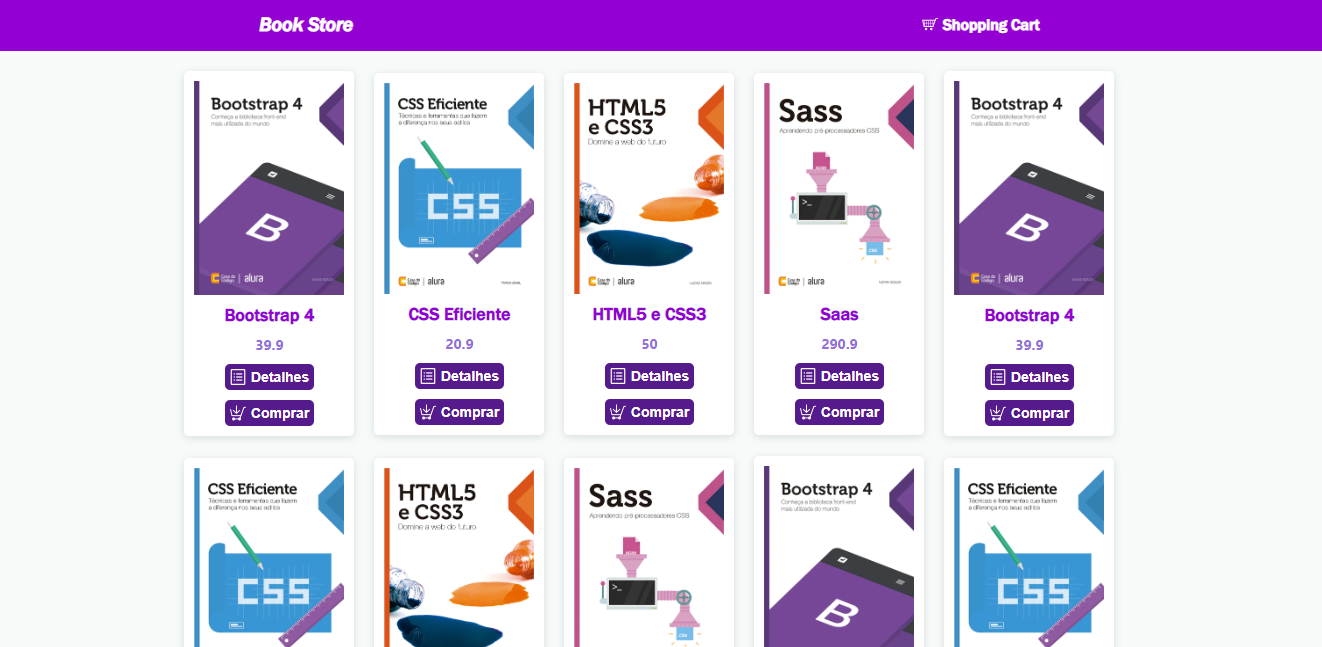 Book Store
Shopping Cart
Bootstrap 4
Conheça a biblioteca front-end
mais utilizada do mundo
B
Casa do
Código
alura
Bootstrap 4
39.9
Detalhes
Comprar
CSS Eficiente
Técnicas e ferramentas que fazem
a diferença nos seus estilos
CSS
Casa do
Código
alura
CSS Eficiente
20.9
Detalhes
Comprar
HTML5
e CSS3
Domine a web do futuro
Casa do
Código
alura
HTML5 e CSS3
50
Detalhes
Comprar
Sass
Aprendendo pré-processadores CSS
>_
CSS
Casa do
Código
alura
Saas
290.9
Detalhes
Comprar
Bootstrap 4
Conheça a biblioteca front-end
mais utilizada do mundo
B
Casa do
Código
alura
Bootstrap 4
39.9
Detalhes
Comprar
CSS Eficiente
Técnicas e ferramentas que fazem
a diferença nos seus estilos
CSS
HTML5
e CSS3
Domine a web do futuro
Sass
Aprendendo pré-processadores CSS
>_
CSS
Bootstrap 4
Conheça a biblioteca front-end
mais utilizada do mundo
B
CSS Eficiente
Técnicas e ferramentas que fazem
a diferença nos seus estilos
CSS